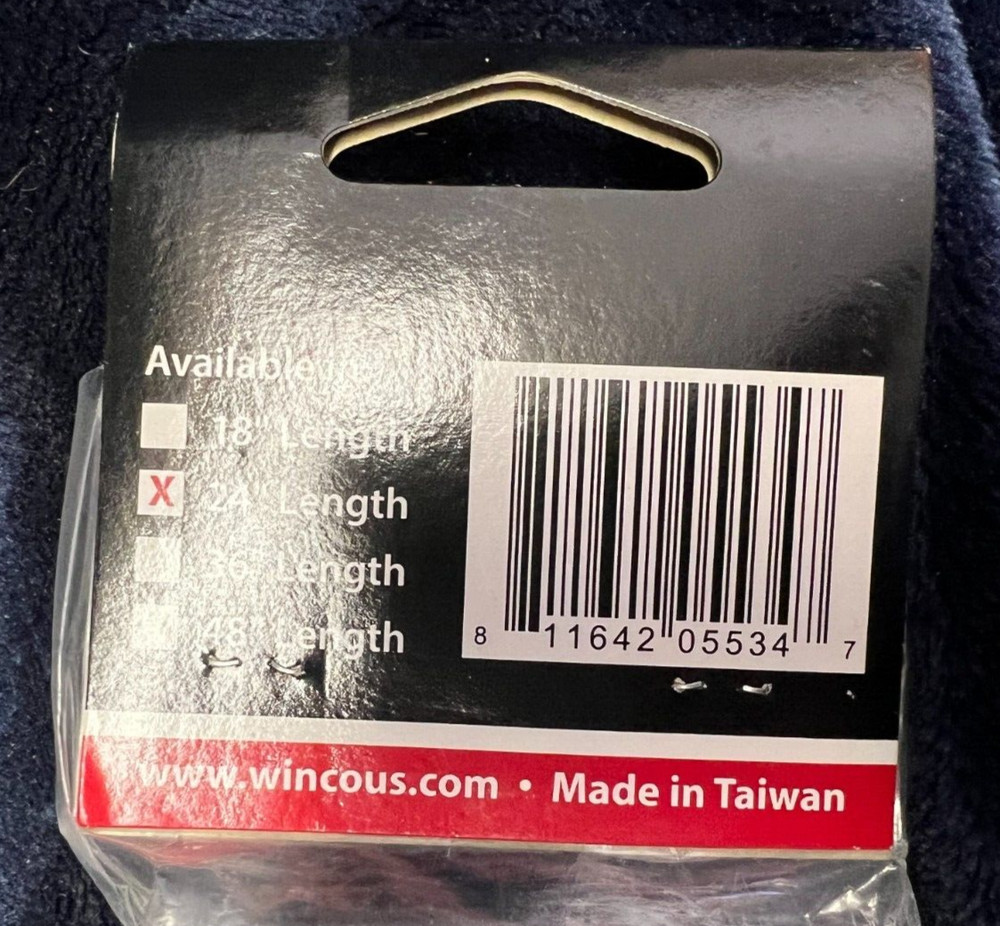 Available in:
18" Length
X 24" Length
36" Length
48" Length
8 11642 05534 7
www.wincous.com • Made in Taiwan